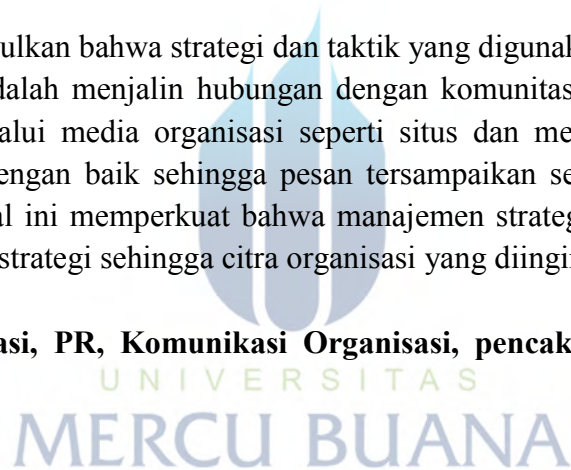 ulkan bahwa strategi dan taktik yang digunak
dalah menjalin hubungan dengan komunitas
alui media organisasi seperti situs dan me
engan baik sehingga pesan tersampaikan se
al ini memperkuat bahwa manajemen strateg
strategi sehingga citra organisasi yang diingi
asi, PR, Komunikasi Organisasi, pencak
UNIVERSITAS
MERCU BUANA